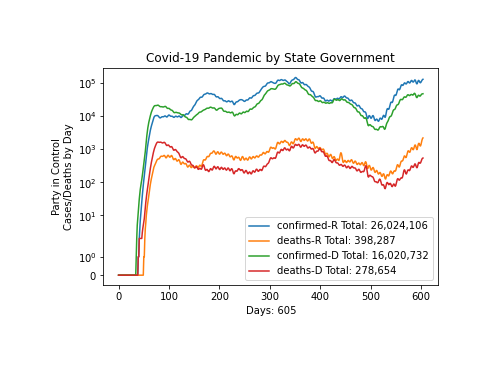 Covid-19 Pandemic by State Government
Party in Control
Cases/Deaths by Day
10^5
10^4
10^3
10^2
10^1
10^0
0
confirmed-R Total: 26,024,106
deaths-R Total: 398,287
confirmed-D Total: 16,020,732
deaths-D Total: 278,654
0 100 200 300 400 500 600
Days: 605